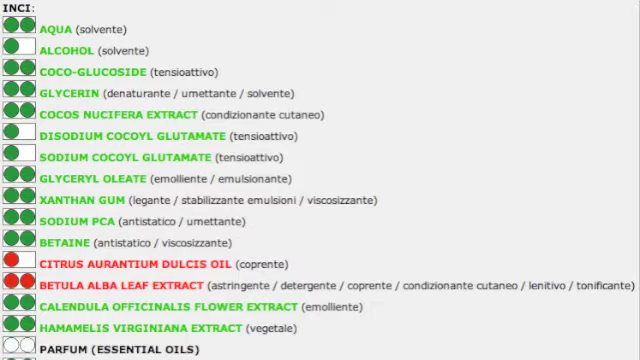 INCI:
AQUA (solvente)
ALCOHOL (solvente)
COCO-GLUCOSIDE (tensioattivo)
GLYCERIN (denaturante / umettante / solvente)
COCOS NUCIFERA EXTRACT (condizionante cutaneo)
DISODIUM COCOYL GLUTAMATE (tensioattivo)
SODIUM COCOYL GLUTAMATE (tensioattivo)
GLYCERYL OLEATE (emolliente / emulsionante)
XANTHAN GUM (legante / stabilizzante emulsioni / viscosizzante)
SODIUM PCA (antistatico / umettante)
BETAINE (antistatico / viscosizzante)
CITRUS AURANTIUM DULCIS OIL (coprente)
BETULA ALBA LEAF EXTRACT (astringente / detergente / coprente / condizionante cutaneo / lenitivo / tonificante)
CALENDULA OFFICINALIS FLOWER EXTRACT (emolliente)
HAMAMELIS VIRGINIANA EXTRACT (vegetale)
PARFUM (ESSENTIAL OILS)